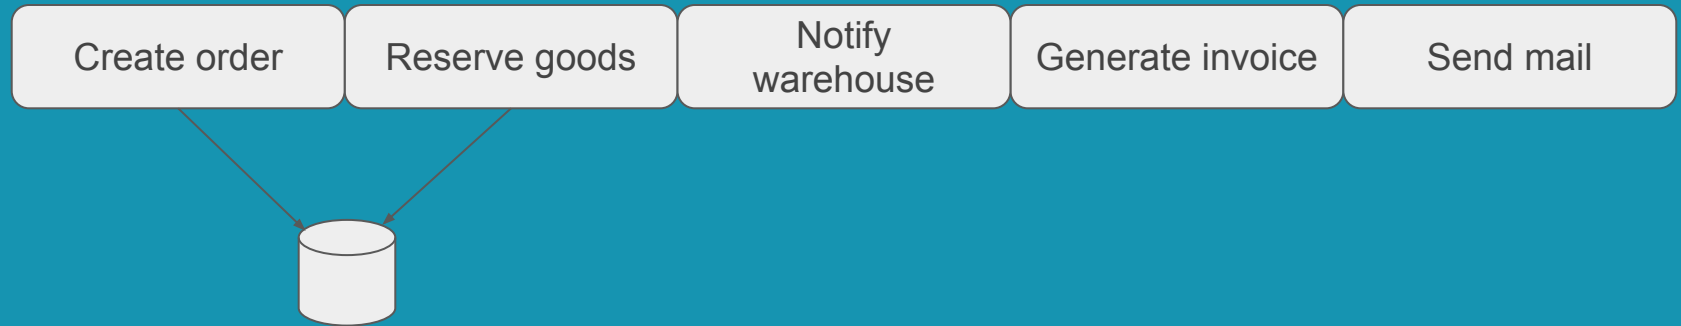 Create order
Reserve goods
Notify
warehouse
Generate invoice
Send mail